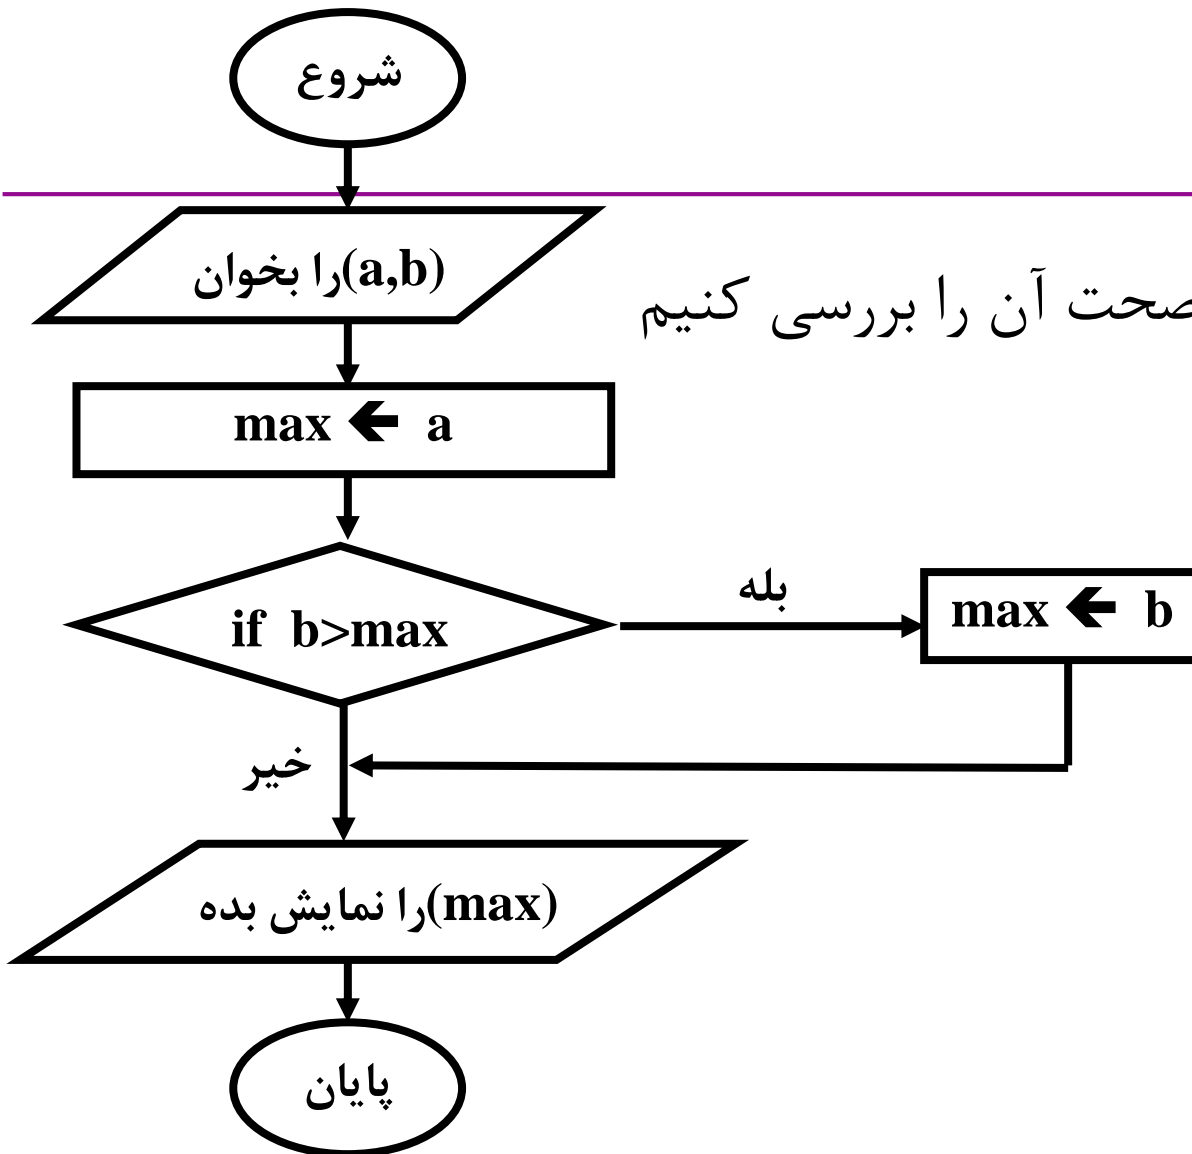 شروع
(a,b)را بخوان
صحت آن را بررسی کنیم
max 🡸 a
if b>max
بله
max 🡸 b
خیر
(max)را نمایش بده
پایان